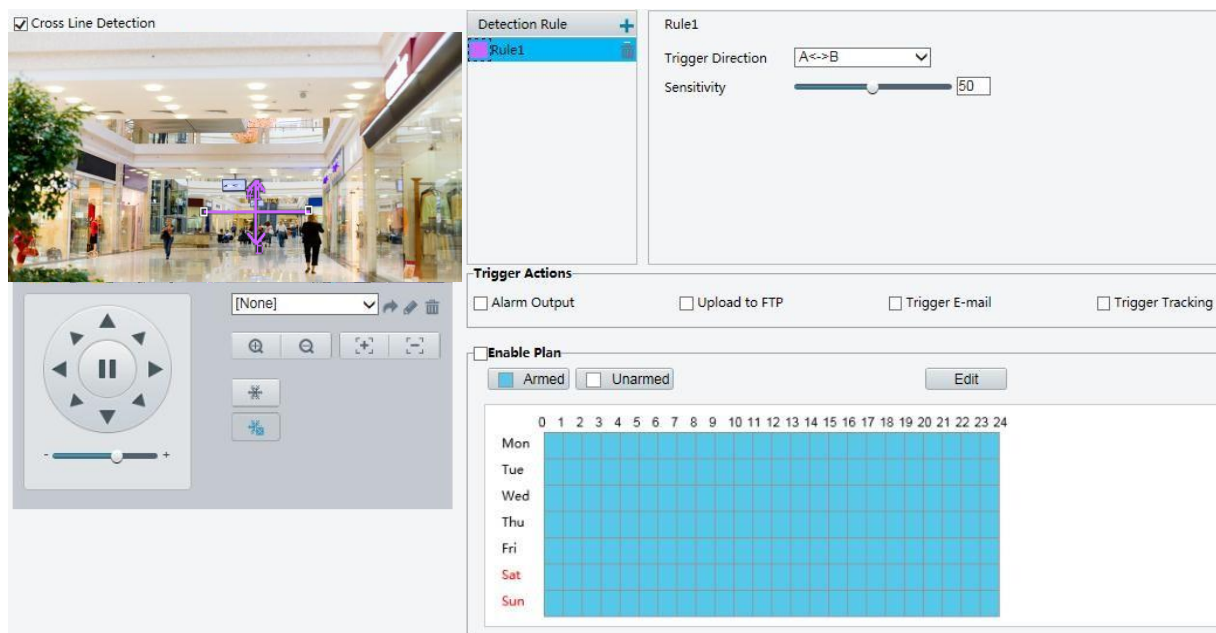 Cross Line Detection
Detection Rule +
Rule1
Rule1
Trigger Direction A<->B
Sensitivity 50
Trigger Actions
Alarm Output Upload to FTP Trigger E-mail Trigger Tracking
[None]
- +
Enable Plan
Armed Unarmed Edit
0 1 2 3 4 5 6 7 8 9 10 11 12 13 14 15 16 17 18 19 20 21 22 23 24
Mon
Tue
Wed
Thu
Fri
Sat
Sun